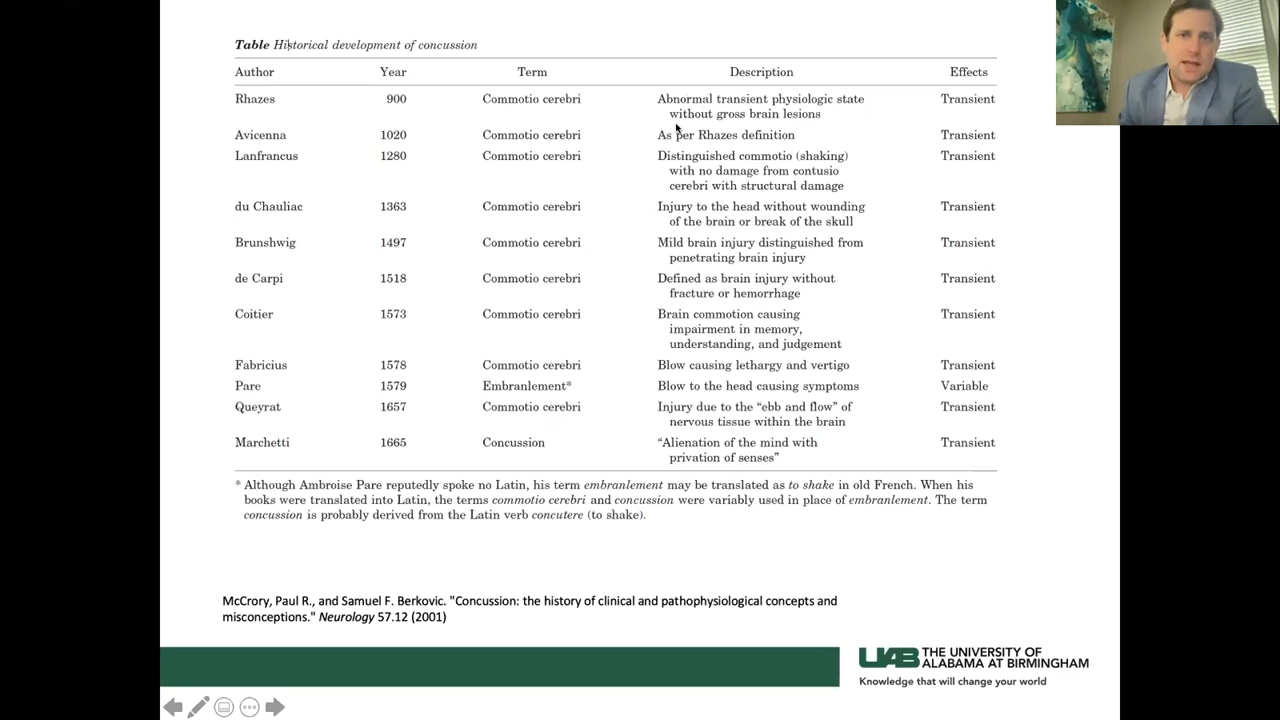 Table Historical development of concussion
Author Year Term Description Effects
Rhazes 900 Commotio cerebri Abnormal transient physiologic state Transient
without gross brain lesions
Avicenna 1020 Commotio cerebri As per Rhazes definition Transient
Lanfrancus 1280 Commotio cerebri Distinguished commotio (shaking) Transient
with no damage from contusio
cerebri with structural damage
du Chauliac 1363 Commotio cerebri Injury to the head without wounding Transient
of the brain or break of the skull
Brunshwig 1497 Commotio cerebri Mild brain injury distinguished from Transient
penetrating brain injury
de Carpi 1518 Commotio cerebri Defined as brain injury without Transient
fracture or hemorrhage
Coitier 1573 Commotio cerebri Brain commotion causing Transient
impairment in memory,
understanding, and judgement
Fabricius 1578 Commotio cerebri Blow causing lethargy and vertigo Transient
Pare 1579 Embranlement* Blow to the head causing symptoms Variable
Queyrat 1657 Commotio cerebri Injury due to the “ebb and flow” of Transient
nervous tissue within the brain
Marchetti 1665 Concussion “Alienation of the mind with Transient
privation of senses”
* Although Ambroise Pare reputedly spoke no Latin, his term embranlement may be translated as to shake in old French. When his
books were translated into Latin, the terms commotio cerebri and concussion were variably used in place of embranlement. The term
concussion is probably derived from the Latin verb concutere (to shake).
McCrory, Paul R., and Samuel F. Berkovic. "Concussion: the history of clinical and pathophysiological concepts and
misconceptions." Neurology 57.12 (2001)
UAB THE UNIVERSITY OF
ALABAMA AT BIRMINGHAM
Knowledge that will change your world